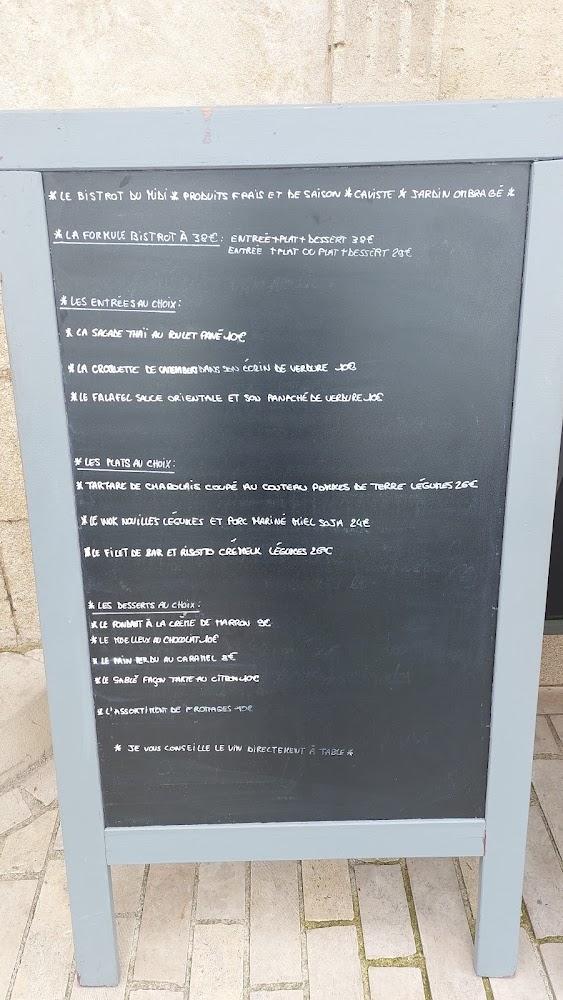 * LE BISTROT DU MIDI * PRODUITS FRAIS ET DE SAISON * CAVISTE * JARDIN OMBRAGÉ *
* LA FORMULE BISTROT À 38€ : ENTRÉE+PLAT+DESSERT 38€
ENTRÉE +PLAT OU PLAT+DESSERT 29€
* LES ENTRÉES AU CHOIX :
* LA SALADE THAÏ AU POULET PANÉ 10€
* LA CROQUETTE DE CAMEMBERT DANS SON ÉCRIN DE VERDURE 10€
* LE FALAFEL SAUCE ORIENTALE ET SON PANACHÉ DE VERDURE 10€
* LES PLATS AU CHOIX :
* TARTARE DE CHAROLAIS COUPÉ AU COUTEAU POMMES DE TERRE LÉGUMES 26€
* LE WOK NOUILLES LÉGUMES ET PORC MARINÉ MIEL SOJA 24€
* LE FILET DE BAR ET RISOTTO CRÉMEUX LÉGUMES 26€
* LES DESSERTS AU CHOIX :
* LE FONDANT À LA CRÈME DE MARRON 9€
* LE MOELLEUX AU CHOCOLAT 10€
* LE PAIN PERDU AU CARAMEL 8€
* LE SABLÉ FAÇON TARTE AU CITRON 10€
* L'ASSORTIMENT DE FROMAGES 10€
* JE VOUS CONSEILLE LE VIN DIRECTEMENT À TABLE *